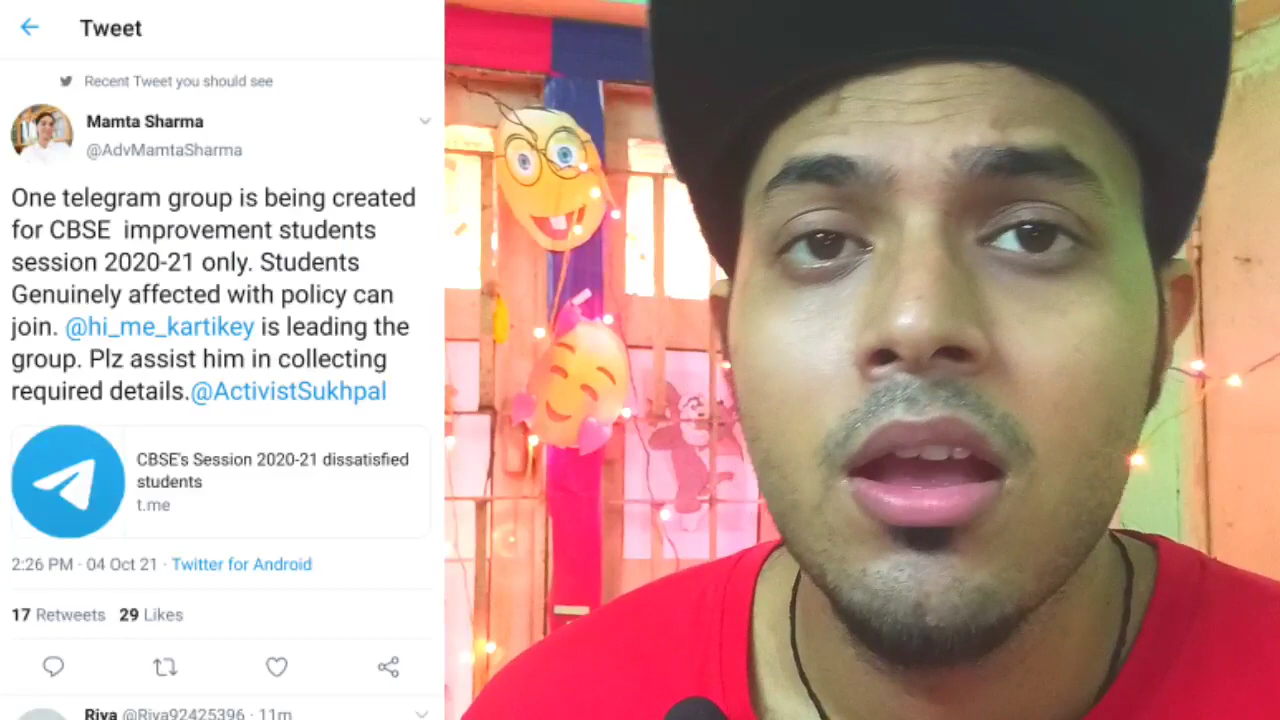 Tweet
Recent Tweet you should see
Mamta Sharma
@AdvMamtaSharma
One telegram group is being created
for CBSE improvement students
session 2020-21 only. Students
Genuinely affected with policy can
join. @hi_me_kartikey is leading the
group. Plz assist him in collecting
required details.@ActivistSukhpal
CBSE's Session 2020-21 dissatisfied
students
t.me
2:26 PM · 04 Oct 21 · Twitter for Android
17 Retweets 29 Likes
Riya @Riya92425396 · 11m